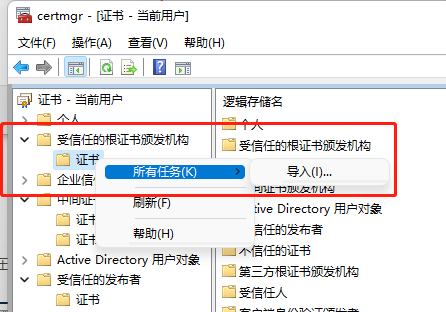 certmgr - [证书 - 当前用户]
文件(F) 操作(A) 查看(V) 帮助(H)
证书 - 当前用户
个人
受信任的根证书颁发机构
证书
企业信
中间证
证
证
Active Directory 用户对象
受信任的发布者
证书
所有任务(K)
刷新(F)
帮助(H)
导入(I)...
逻辑存储名
个人
受信任的根证书颁发机构
中间证书颁发机构
Active Directory 用户对象
受信任的发布者
不信任的证书
第三方根证书颁发机构
受信任人